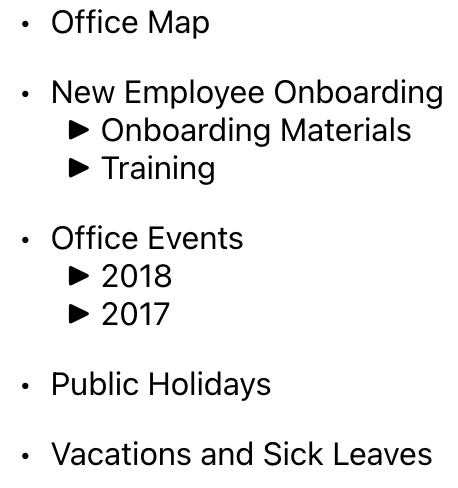 • Office Map
• New Employee Onboarding
▶ Onboarding Materials
▶ Training
• Office Events
▶ 2018
▶ 2017
• Public Holidays
• Vacations and Sick Leaves